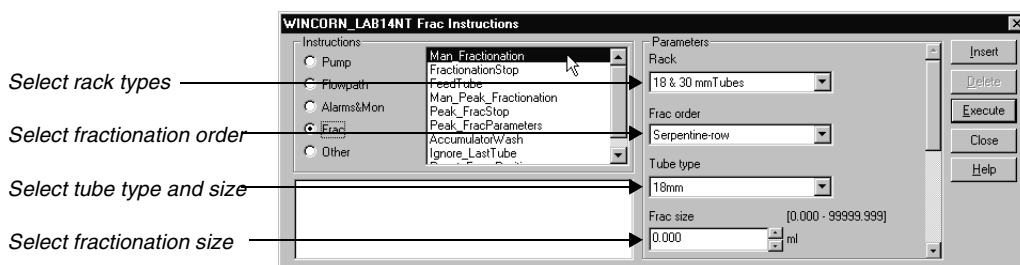 WINCORN_LAB14NT Frac Instructions
Instructions
Pump
Flowpath
Alarms&Mon
Frac
Other
Man_Fractionation
FractionationStop
FeedTube
Man_Peak_Fractionation
Peak_FracStop
Peak_FracParameters
AccumulatorWash
Ignore_LastTube
Parameters
Rack
18 & 30 mmTubes
Frac order
Serpentine-row
Tube type
18mm
Frac size [0.000 - 99999.999]
0.000 ml
Insert
Delete
Execute
Close
Help
Select rack types
Select fractionation order
Select tube type and size
Select fractionation size